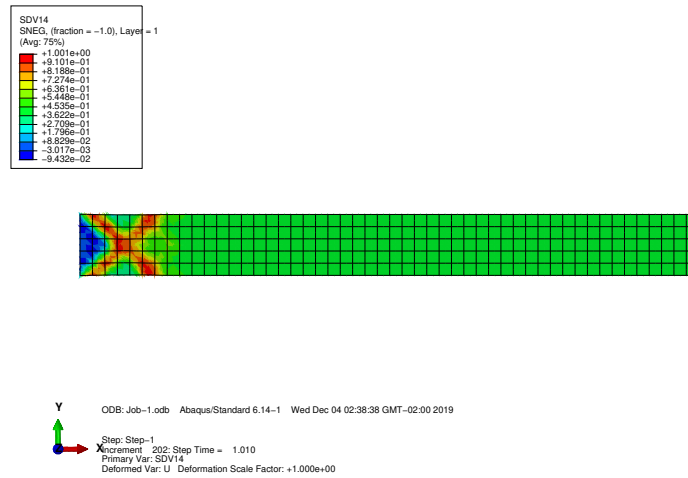 SDV14
SNEG, (fraction = −1.0), Layer = 1
(Avg: 75%)
+1.001e+00
+9.101e−01
+8.188e−01
+7.274e−01
+6.361e−01
+5.448e−01
+4.535e−01
+3.622e−01
+2.709e−01
+1.796e−01
+8.829e−02
−3.017e−03
−9.432e−02
Y
X
ODB: Job−1.odb Abaqus/Standard 6.14−1 Wed Dec 04 02:38:38 GMT−02:00 2019
Step: Step−1
Increment 202: Step Time = 1.010
Primary Var: SDV14
Deformed Var: U Deformation Scale Factor: +1.000e+00